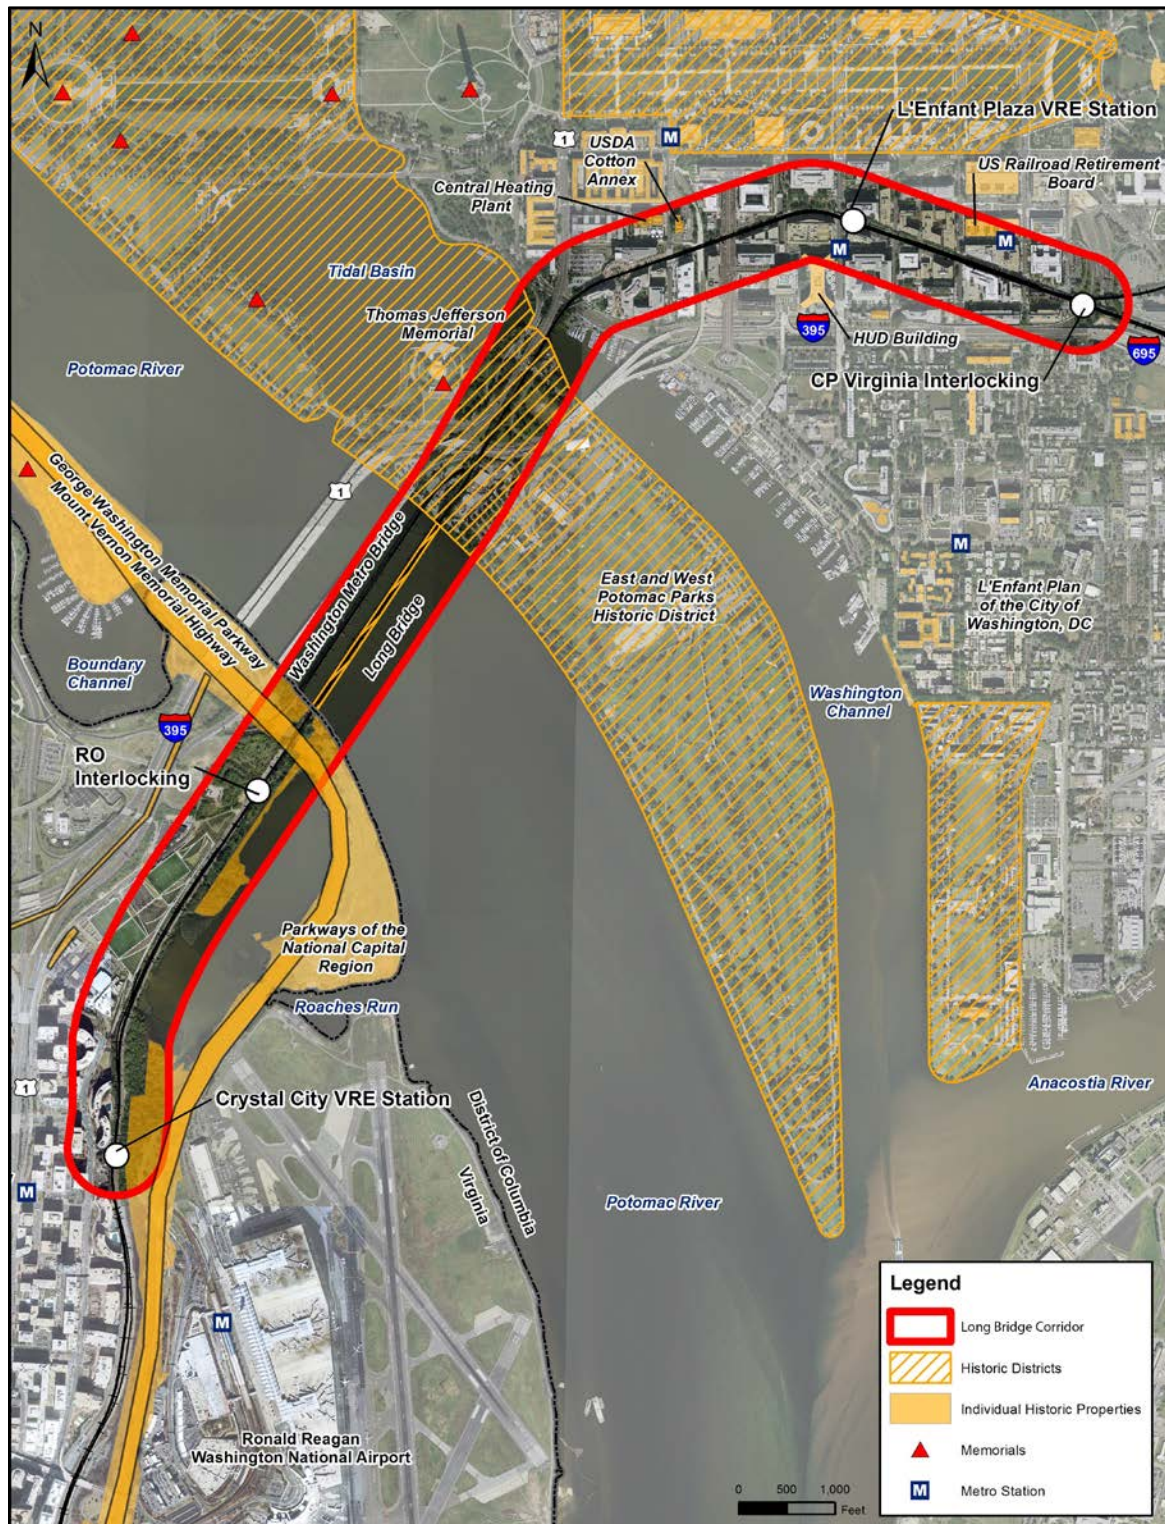 N
L'Enfant Plaza VRE Station
1
M
USDA
Cotton
Annex
US Railroad Retirement
Board
Central Heating
Plant
M
M
Tidal Basin
Thomas Jefferson
Memorial
395
HUD Building
695
Potomac River
CP Virginia Interlocking
1
George Washington Memorial Parkway
Mount Vernon Memorial Highway
Washington Metro Bridge
Long Bridge
M
East and West
Potomac Parks
Historic District
L'Enfant Plan
of the City of
Washington, DC
Boundary
Channel
Washington
Channel
395
RO
Interlocking
Parkways of the
National Capital
Region
Roaches Run
1
Anacostia River
Crystal City VRE Station
District of Columbia
Virginia
M
Potomac River
M
Ronald Reagan
Washington National Airport
Legend
Long Bridge Corridor
Historic Districts
Individual Historic Properties
Memorials
M
Metro Station
0 500 1,000
Feet